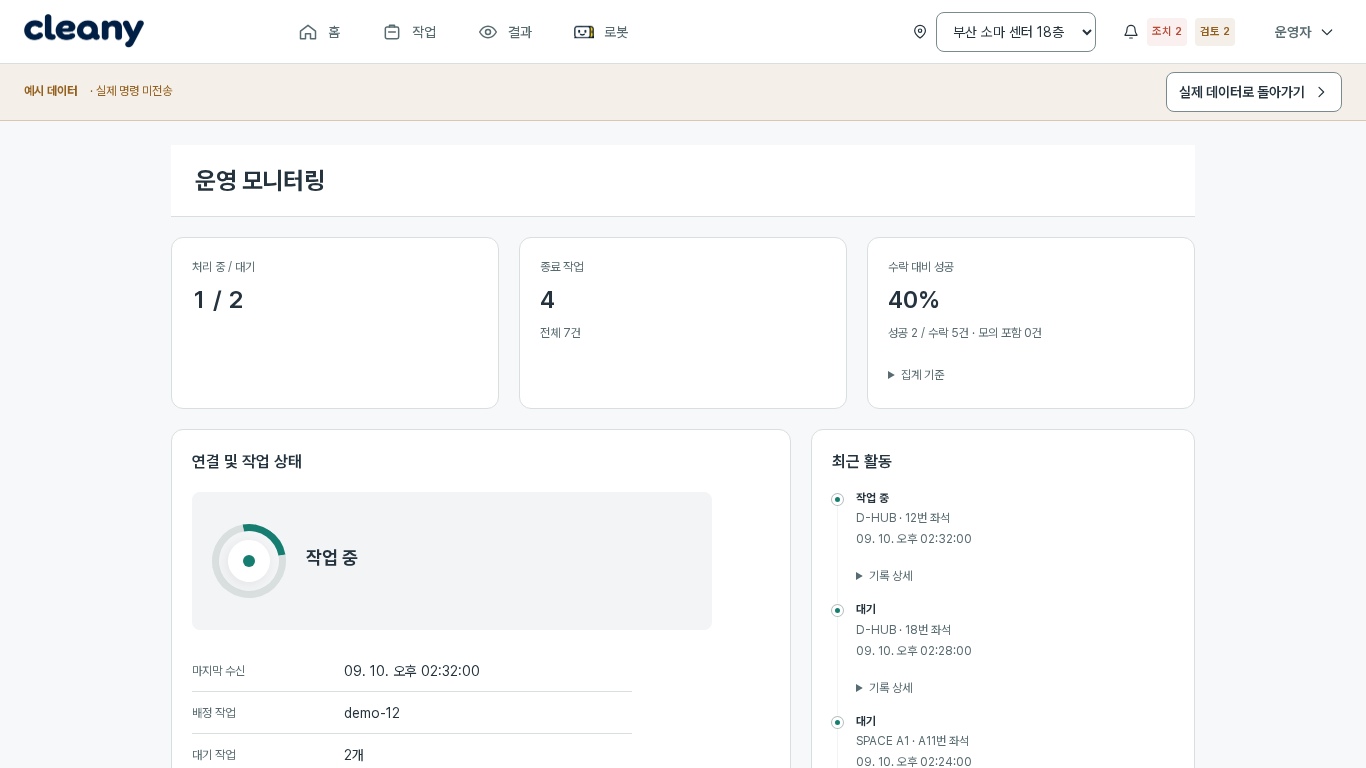 cleany
홈
작업
결과
로봇
부산 소마 센터 18층
조치 2
검토 2
운영자
예시 데이터 · 실제 명령 미전송
실제 데이터로 돌아가기
운영 모니터링
처리 중 / 대기
1 / 2
종료 작업
4
전체 7건
수락 대비 성공
40%
성공 2 / 수락 5건 · 모의 포함 0건
집계 기준
연결 및 작업 상태
작업 중
마지막 수신
09. 10. 오후 02:32:00
배정 작업
demo-12
대기 작업
2개
최근 활동
작업 중
D-HUB · 12번 좌석
09. 10. 오후 02:32:00
기록 상세
대기
D-HUB · 18번 좌석
09. 10. 오후 02:28:00
기록 상세
대기
SPACE A1 · A11번 좌석
09. 10. 오후 02:24:00